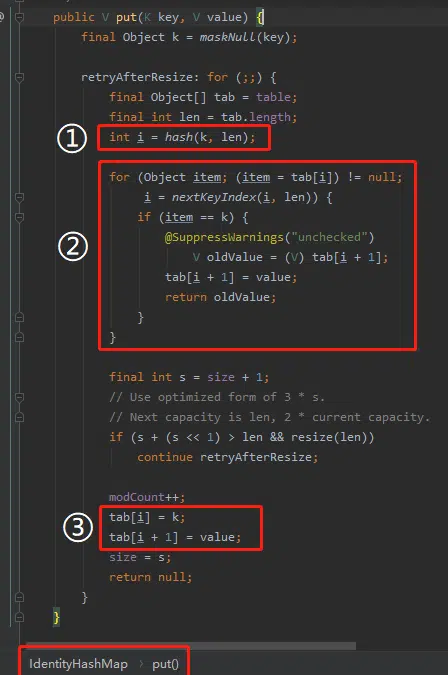 public V put(K key, V value) {
final Object k = maskNull(key);
retryAfterResize: for (;;) {
final Object[] tab = table;
final int len = tab.length;
① int i = hash(k, len);
for (Object item; (item = tab[i]) != null;
i = nextKeyIndex(i, len)) {
if (item == k) {
② @SuppressWarnings("unchecked")
V oldValue = (V) tab[i + 1];
tab[i + 1] = value;
return oldValue;
}
}
final int s = size + 1;
// Use optimized form of 3 * s.
// Next capacity is len, 2 * current capacity.
if (s + (s << 1) > len && resize(len))
continue retryAfterResize;
modCount++;
③ tab[i] = k;
tab[i + 1] = value;
size = s;
return null;
}
}
IdentityHashMap › put()